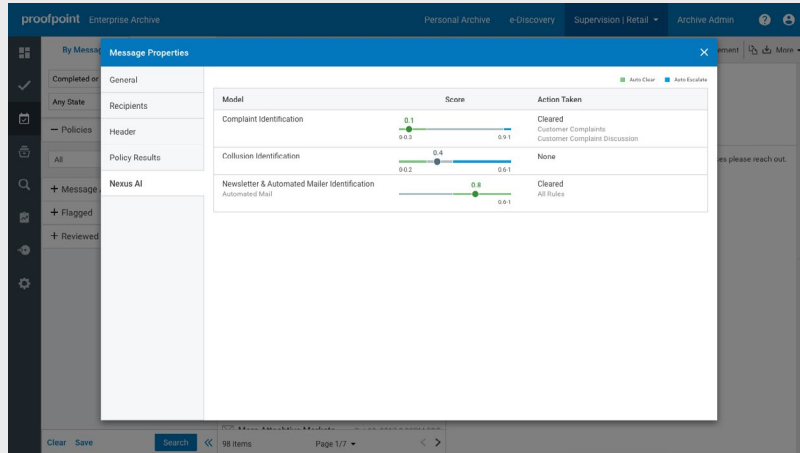 proofpoint Enterprise Archive
Personal Archive e-Discovery Supervision | Retail Archive Admin
By Messag
ement More
Completed or
Any State
Policies
All
Message
Flagged
Reviewed
Message Properties
General
Recipients
Header
Policy Results
Nexus AI
Auto Clear Auto Escalate
Model Score Action Taken
Complaint Identification 0.1 Cleared
Customer Complaints
0-0.3 0.9-1 Customer Complaint Discussion
Collusion Identification 0.4 None
0-0.2 0.6-1
Newsletter & Automated Mailer Identification 0.8 Cleared
Automated Mail All Rules
0.6-1
es please reach out.
Clear Save Search 98 items Page 1/7